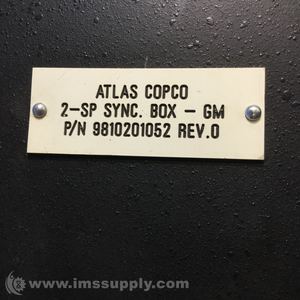 ATLAS COPCO
2-SP SYNC. BOX - GM
P/N 9810201052 REV.0
www.imssupply.com